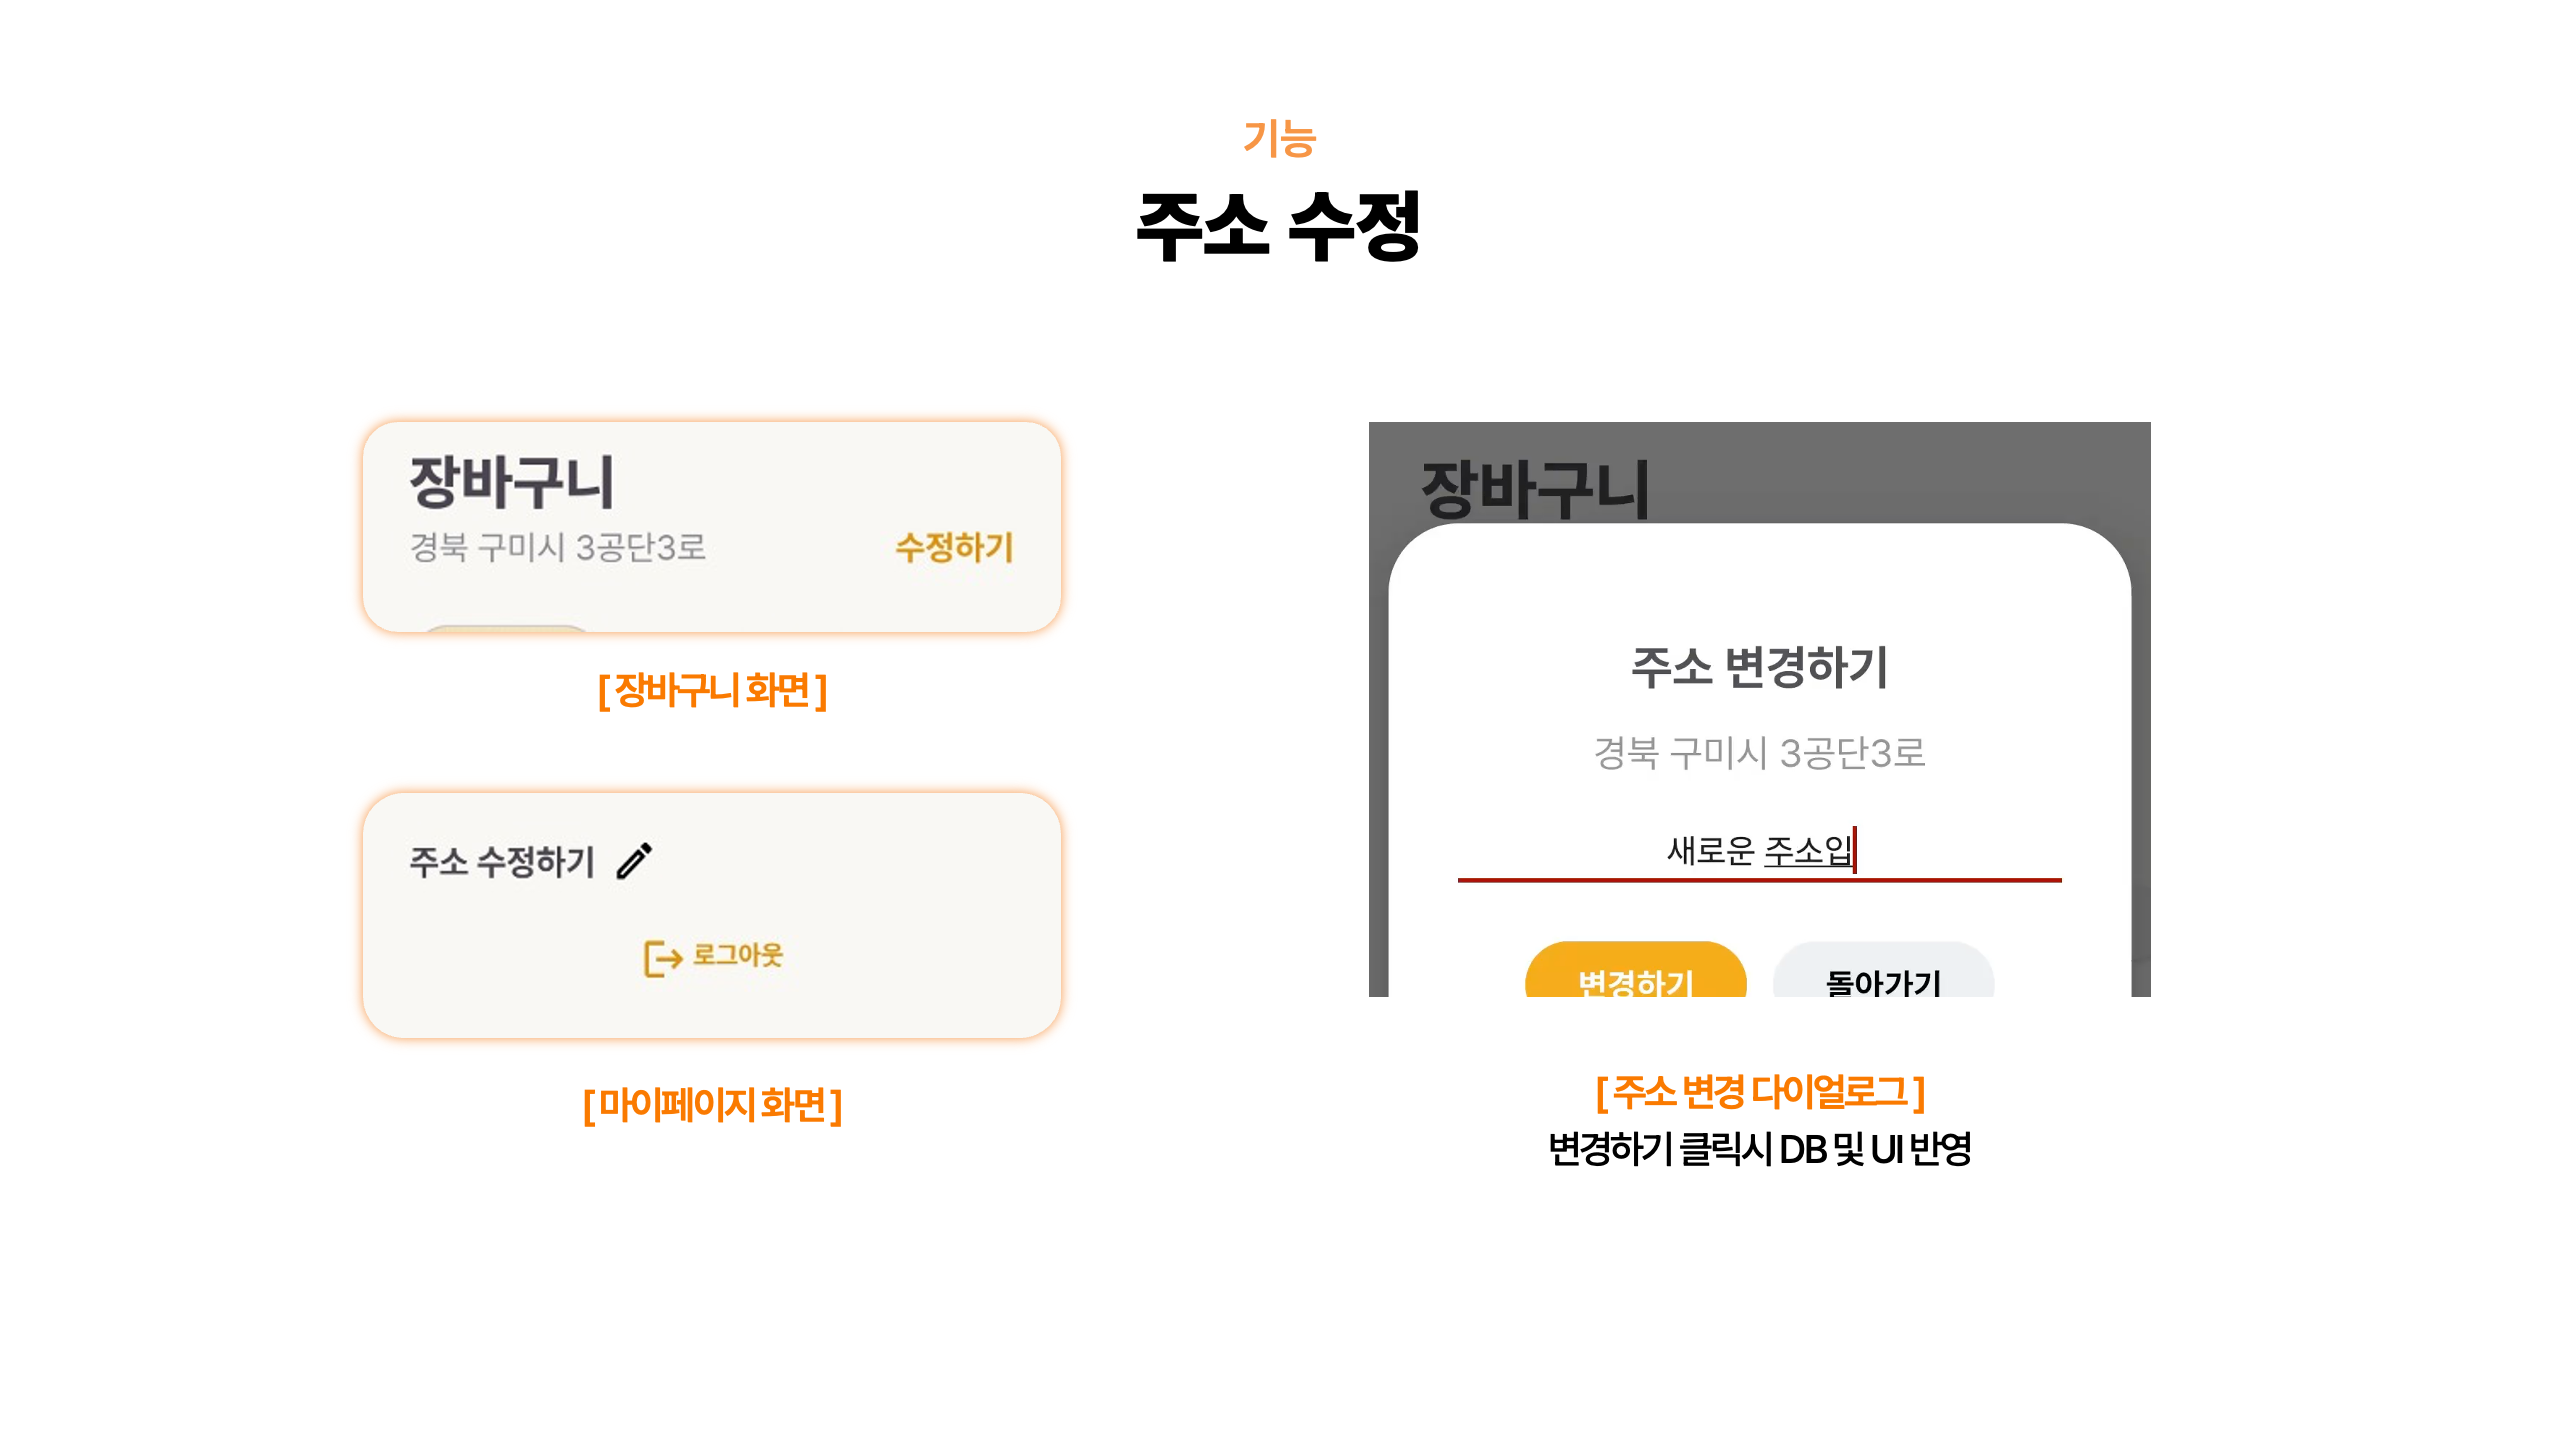 기능
주소 수정
장바구니
경북 구미시 3공단3로 수정하기
[ 장바구니 화면 ]
주소 수정하기
로그아웃
[ 마이페이지 화면 ]
장바구니
주소 변경하기
경북 구미시 3공단3로
새로운 주소입
변경하기 돌아가기
[ 주소 변경 다이얼로그 ]
변경하기 클릭시 DB 및 UI 반영